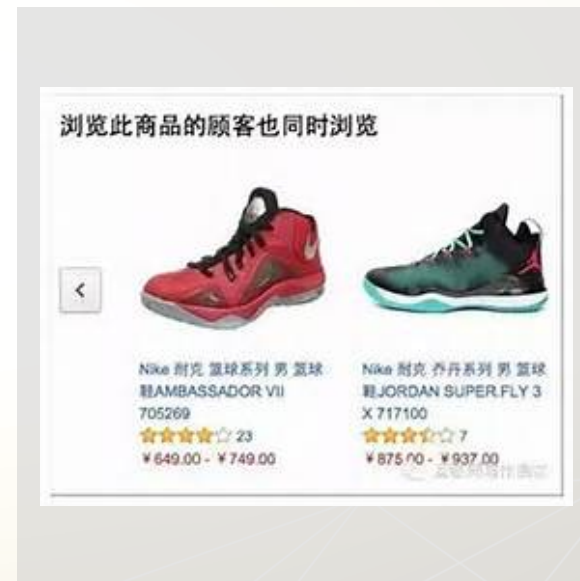 浏览此商品的顾客也同时浏览
Nike 耐克 篮球系列 男 篮球
鞋AMBASSADOR VII
705269
23
¥649.00 - ¥749.00
Nike 耐克 乔丹系列 男 篮球
鞋JORDAN SUPER.FLY 3
X 717100
7
¥875.00 - ¥937.00